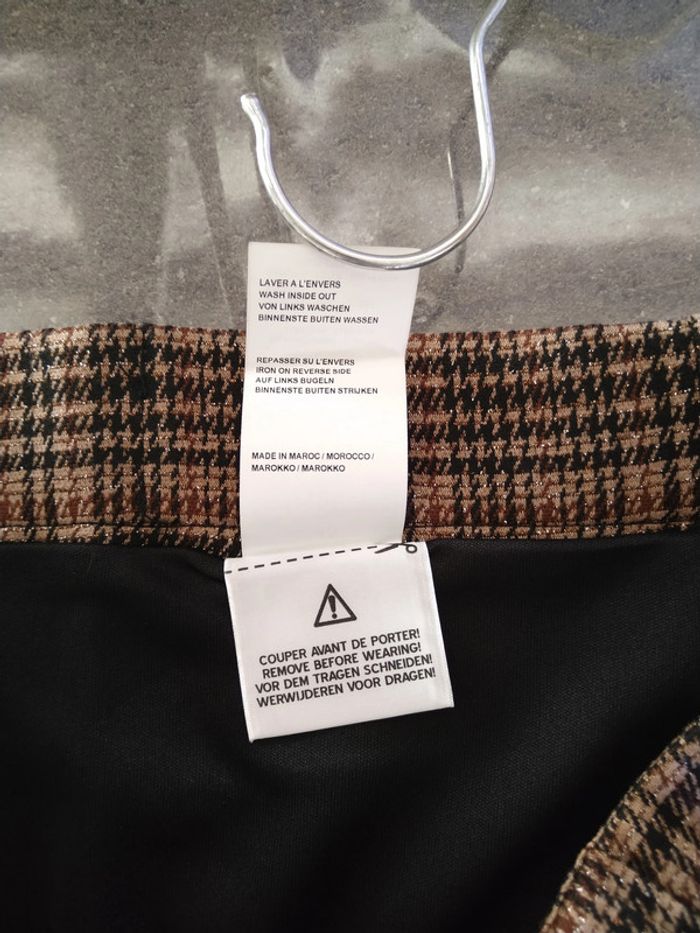 LAVER A L'ENVERS
WASH INSIDE OUT
VON LINKS WASCHEN
BINNENSTE BUITEN WASSEN
REPASSER SU L'ENVERS
IRON ON REVERSE SIDE
AUF LINKS BUGELN
BINNENSTE BUITEN STRIJKEN
MADE IN MAROC / MOROCCO /
MAROKKO / MAROKKO
COUPER AVANT DE PORTER!
REMOVE BEFORE WEARING!
VOR DEM TRAGEN SCHNEIDEN!
WERWIJDEREN VOOR DRAGEN!